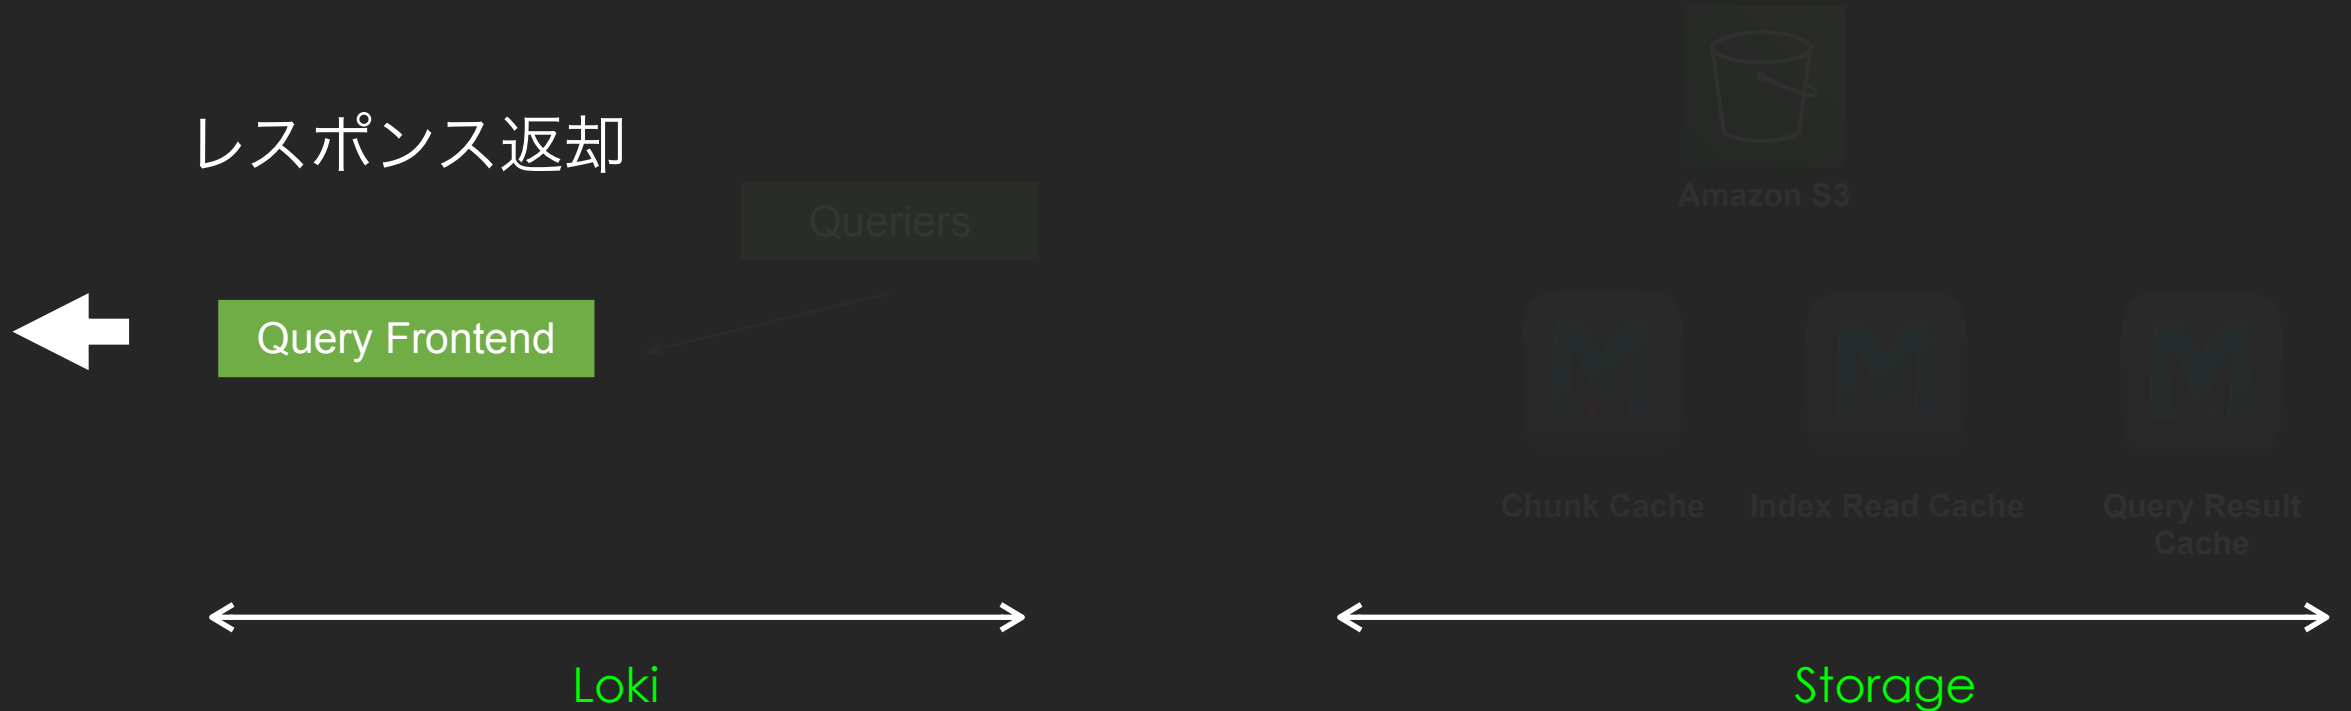 レスポンス返却
Amazon S3
Queriers
Query Frontend
Chunk Cache
Index Read Cache
Query Result
Cache
Loki
Storage